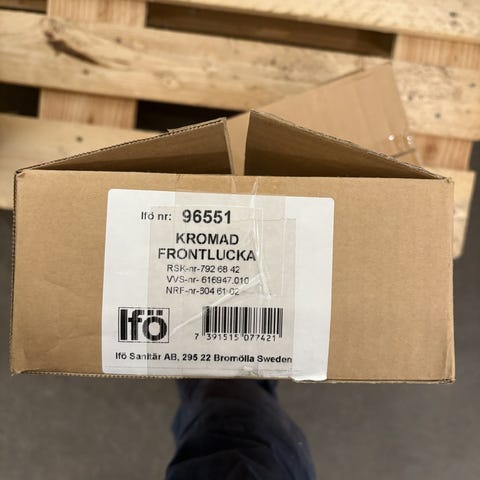 Ifö nr: 96551
KROMAD
FRONTLUCKA
RSK-nr-792 68 42
VVS-nr- 616947.010
NRF-nr-604 61 02
Ifö
7 391515 077421
Ifö Sanitär AB, 295 22 Bromölla Sweden